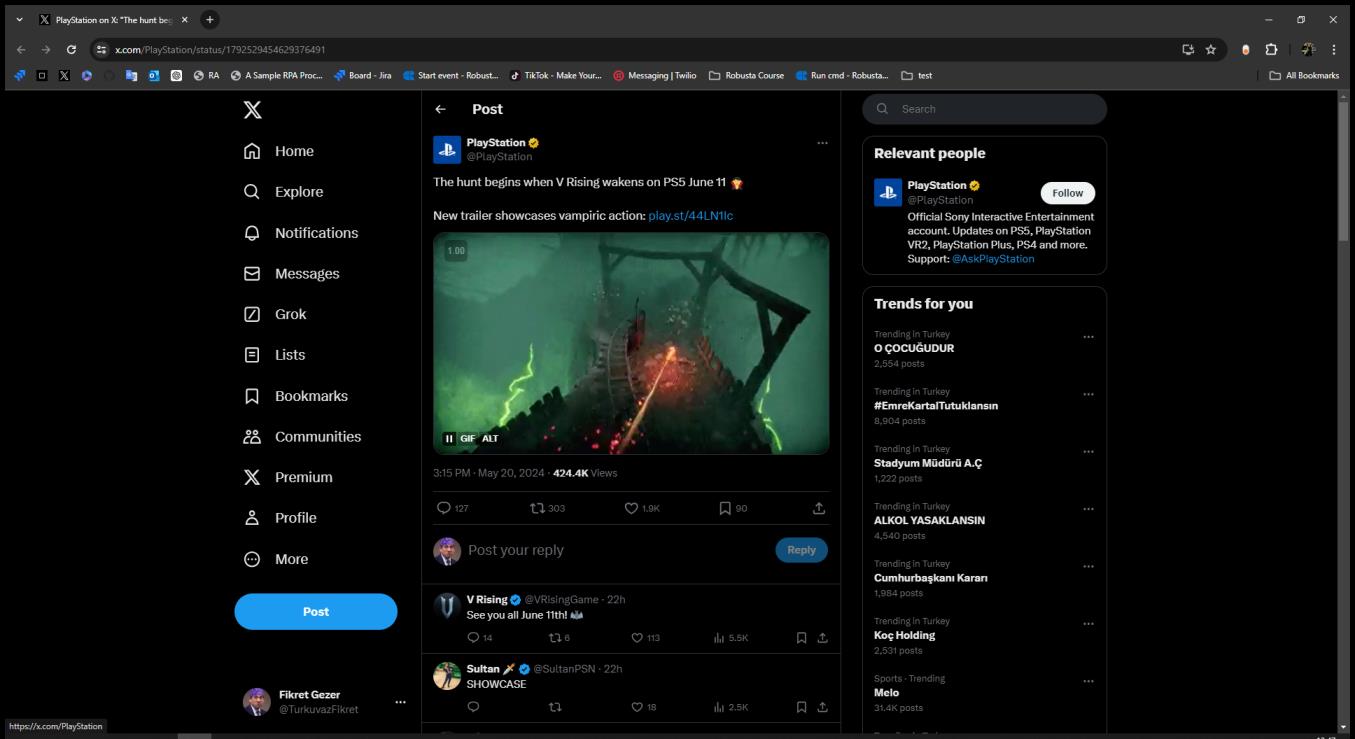 PlayStation on X: "The hunt beg
x.com/PlayStation/status/1792529454629376491
RA
A Sample RPA Proc...
Board - Jira
Start event - Robust...
TikTok - Make Your...
Messaging | Twilio
Robusta Course
Run cmd - Robusta...
test
All Bookmarks
Home
Explore
Notifications
Messages
Grok
Lists
Bookmarks
Communities
Premium
Profile
More
Post
Fikret Gezer
@TurkuvazFikret
https://x.com/PlayStation
Post
PlayStation
@PlayStation
The hunt begins when V Rising wakens on PS5 June 11
New trailer showcases vampiric action: play.st/44LN1Ic
1.00
GIF ALT
3:15 PM · May 20, 2024 · 424.4K Views
127 303 1.9K 90
Post your reply
Reply
V Rising @VRisingGame · 22h
See you all June 11th!
14 6 113 5.5K
Sultan @SultanPSN · 22h
SHOWCASE
18 2.5K
Search
Relevant people
PlayStation
@PlayStation
Follow
Official Sony Interactive Entertainment
account. Updates on PS5, PlayStation
VR2, PlayStation Plus, PS4 and more.
Support: @AskPlayStation
Trends for you
Trending in Turkey
O ÇOCUĞUDUR
2,554 posts
Trending in Turkey
#EmreKartalTutuklansın
8,904 posts
Trending in Turkey
Stadyum Müdürü A.Ç
1,222 posts
Trending in Turkey
ALKOL YASAKLANSIN
4,540 posts
Trending in Turkey
Cumhurbaşkanı Kararı
1,984 posts
Trending in Turkey
Koç Holding
2,531 posts
Sports · Trending
Melo
31.4K posts